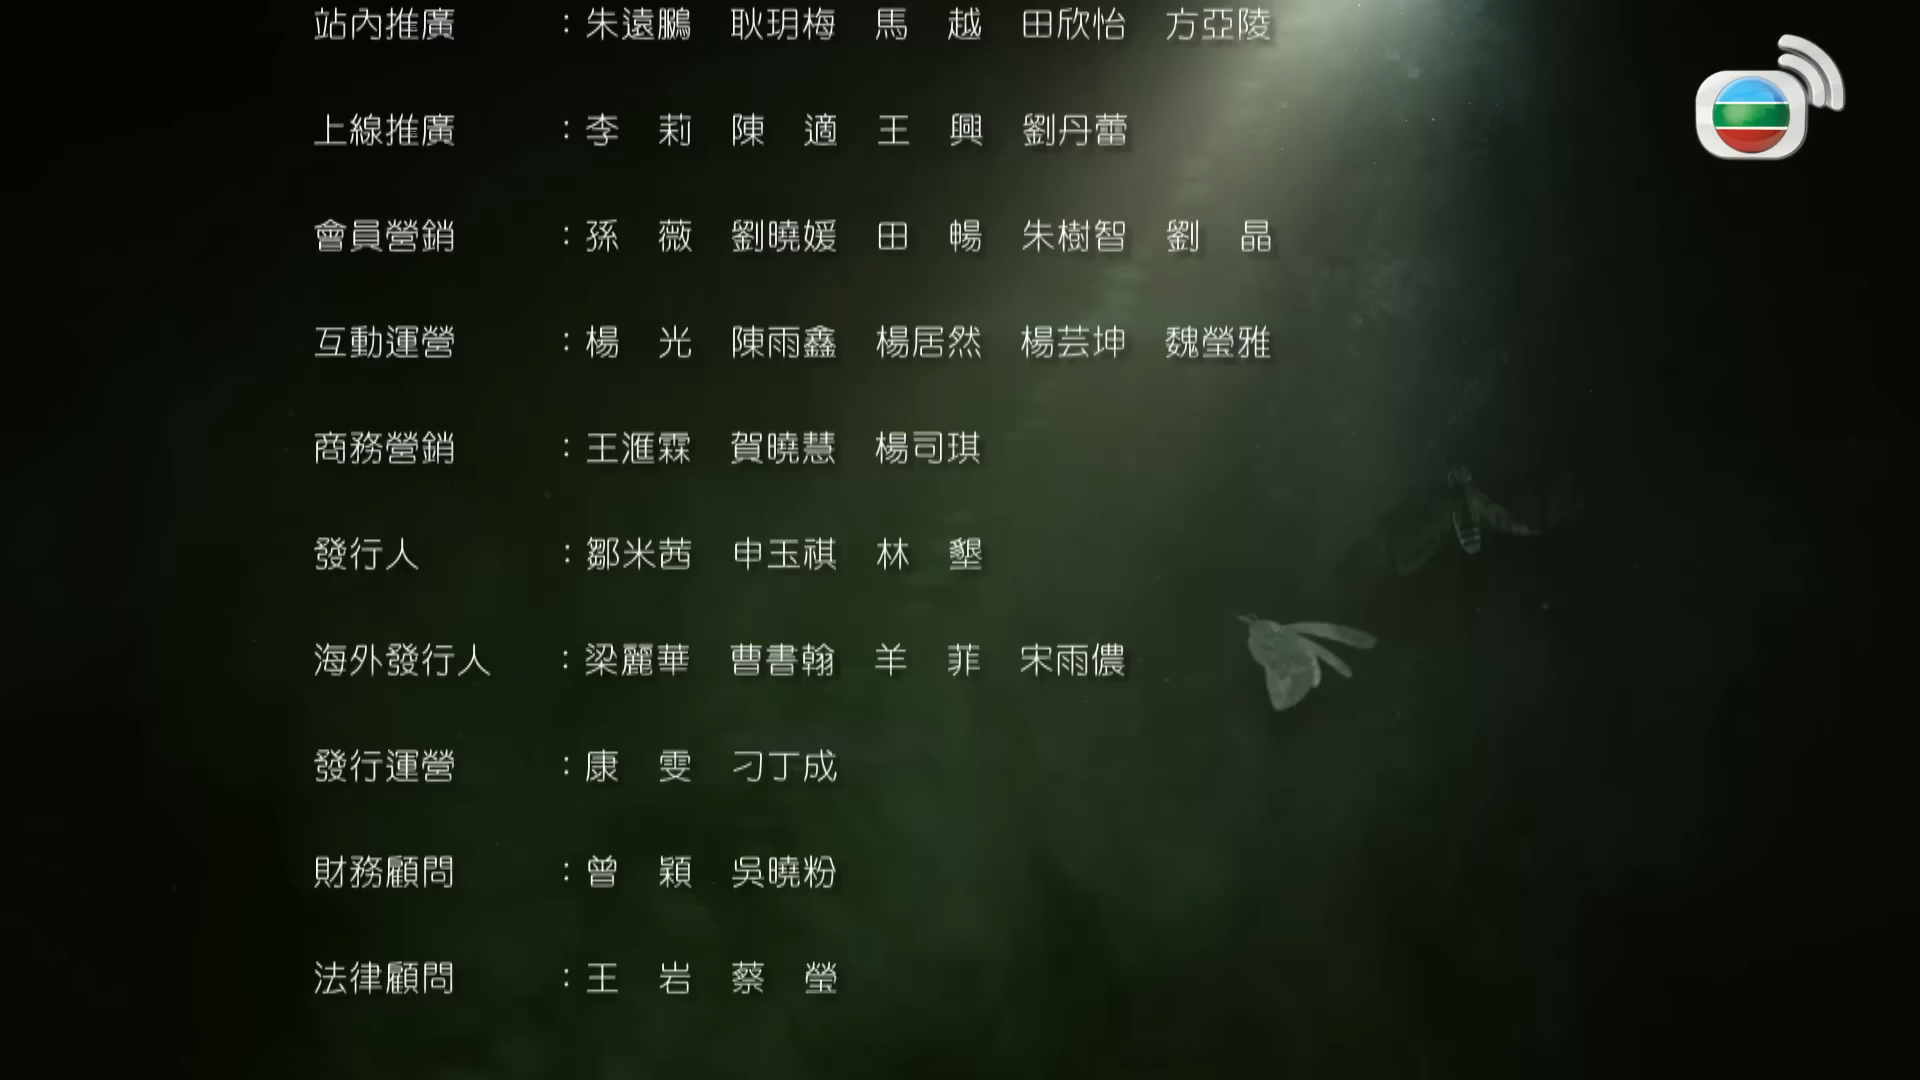 站內推廣 ：朱遠鵬 耿玥梅 馬 越 田欣怡 方亞陵
上線推廣 ：李 莉 陳 適 王 興 劉丹蕾
會員營銷 ：孫 薇 劉曉媛 田 暢 朱樹智 劉 晶
互動運營 ：楊 光 陳雨鑫 楊居然 楊芸坤 魏瑩雅
商務營銷 ：王滙霖 賀曉慧 楊司琪
發行人 ：鄒米茜 申玉祺 林 墾
海外發行人 ：梁麗華 曹書翰 羊 菲 宋雨儂
發行運營 ：康 雯 刁丁成
財務顧問 ：曾 穎 吳曉粉
法律顧問 ：王 岩 蔡 瑩